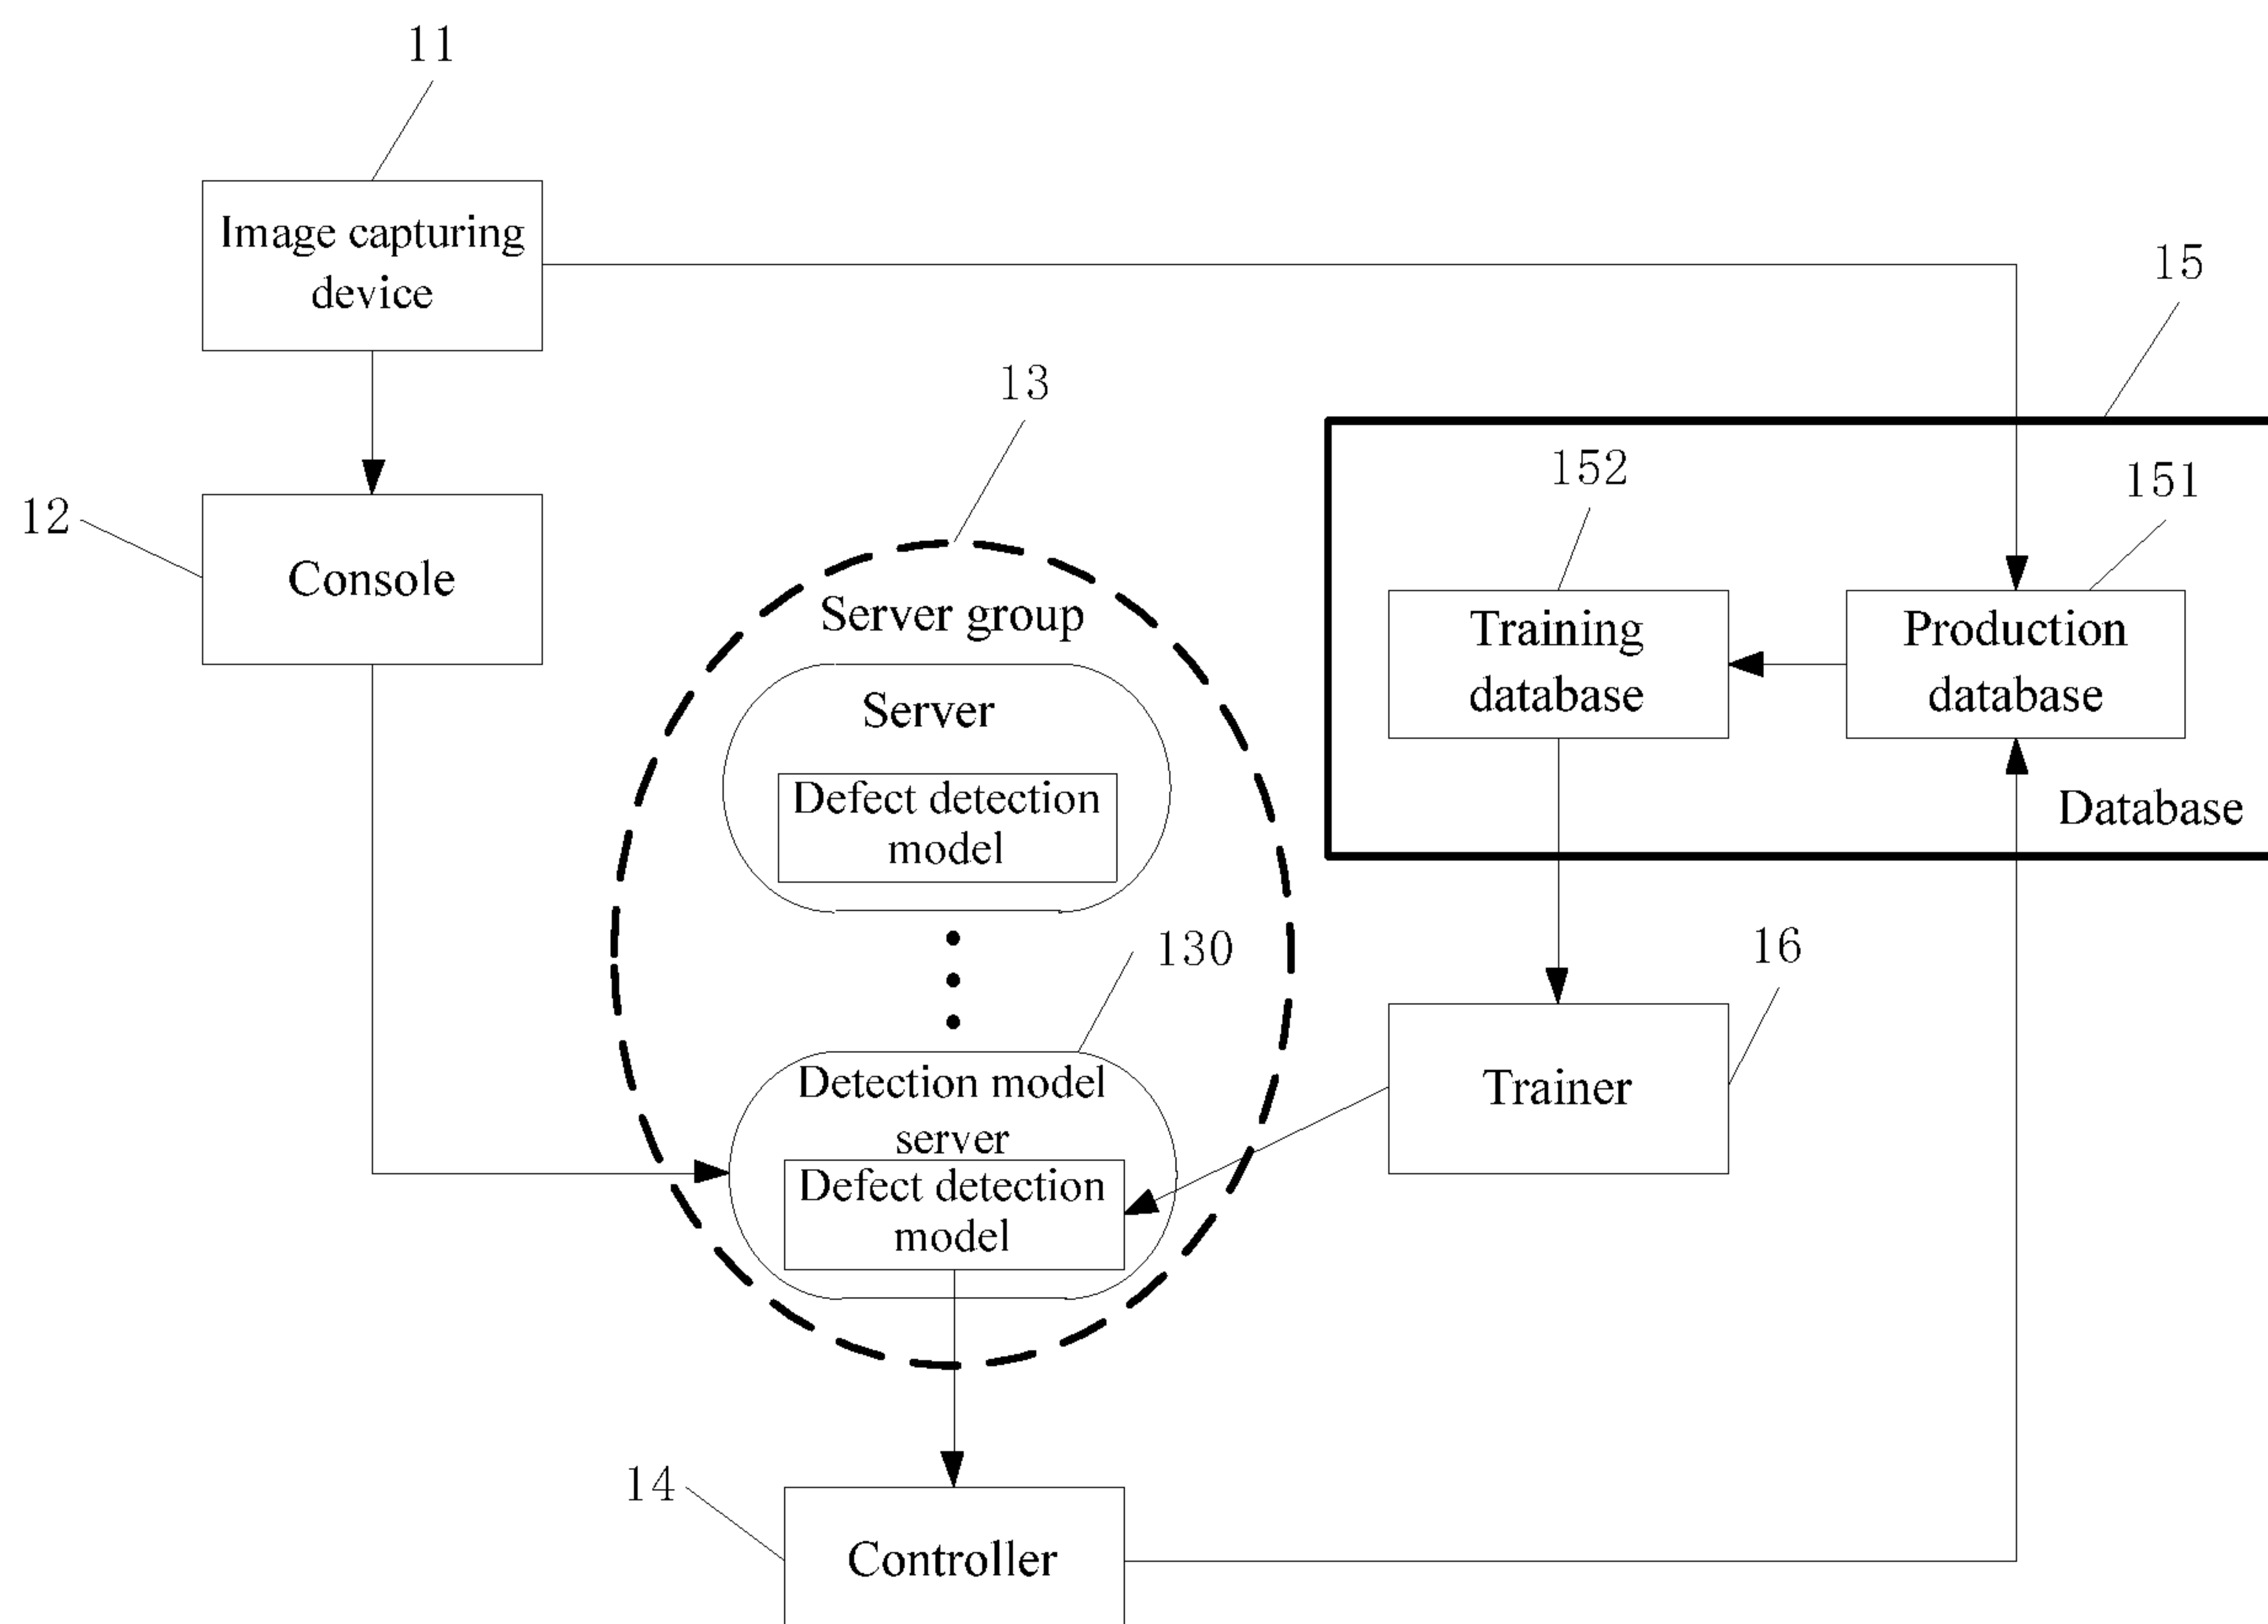 11
Image capturing
device
15
13
152
151
12
Console
Server group
Training
database
Production
database
Server
Defect detection
model
Database
130
16
Detection model
server
Trainer
Defect detection
model
14
Controller